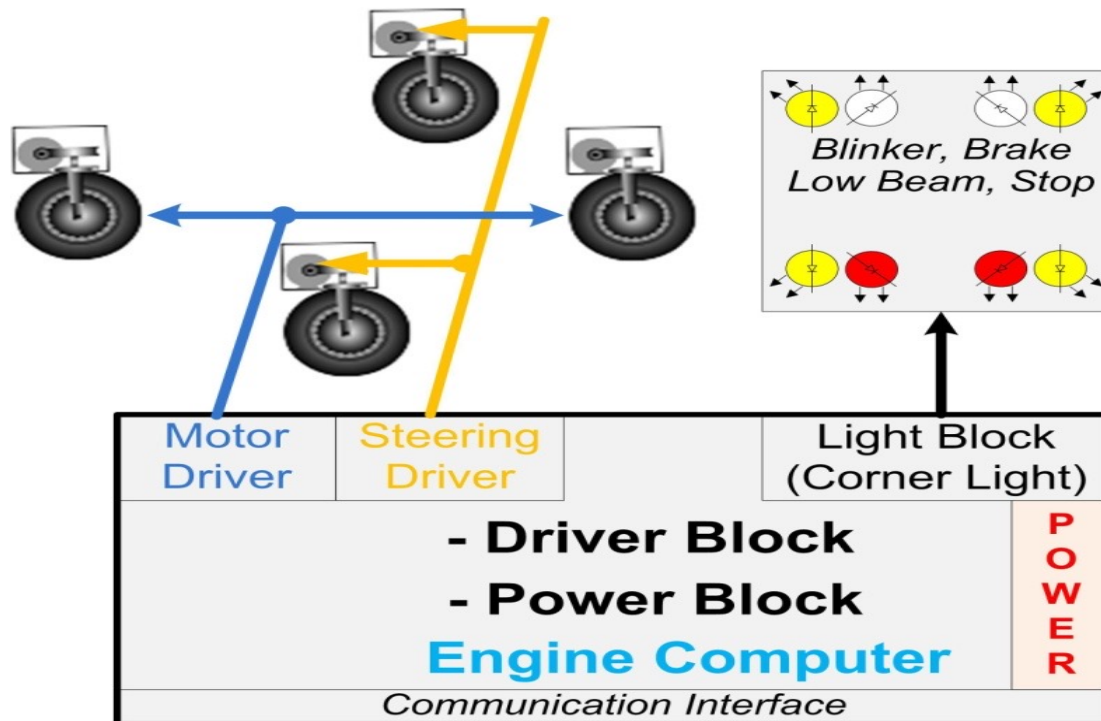 Blinker, Brake
Low Beam, Stop
Motor
Driver
Steering
Driver
Light Block
(Corner Light)
- Driver Block
- Power Block
Engine Computer
POWER
Communication Interface